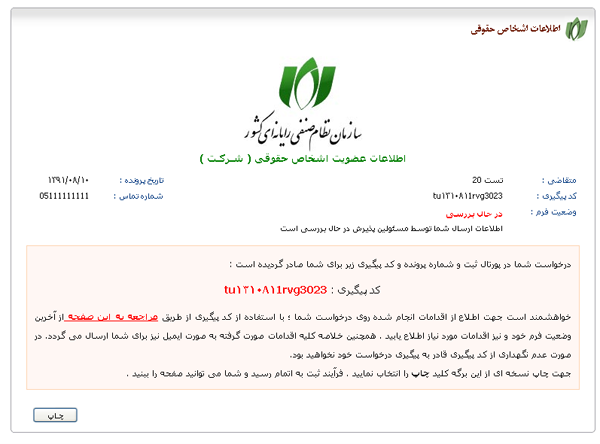 اطلاعات اشخاص حقوقی
سازمان نظام صنفی رایانه‌ای کشور
اطلاعات عضویت اشخاص حقوقی ( شرکت )
متقاضی : تست 20 تاریخ پرونده : ۱۳۹۱/۰۸/۱۰
کد پیگیری : tu۱۳۱۰۸۱1rvg3023 شماره تماس : 05111111111
وضعیت فرم : در حال بررسی
اطلاعات ارسال شما توسط مسئولین پذیرش در حال بررسی است
درخواست شما در پورتال ثبت و شماره پرونده و کد پیگیری زیر برای شما صادر گردیده است :
کد پیگیری : tu۱۳۱۰۸۱1rvg3023
خواهشمند است جهت اطلاع از اقدامات انجام شده روی درخواست شما ؛ با استفاده از کد پیگیری از طریق مراجعه به این صفحه از آخرین
وضعیت فرم خود و نیز اقدامات مورد نیاز اطلاع یابید . همچنین خلاصه کلیه اقدامات صورت گرفته به صورت ایمیل نیز برای شما ارسال می گردد. در
صورت عدم نگهداری از کد پیگیری قادر به پیگیری درخواست خود نخواهید بود.
جهت چاپ نسخه ای از این برگه کلید چاپ را انتخاب نمایید . فرآیند ثبت به اتمام رسید و شما می توانید صفحه را ببینید .
چاپ